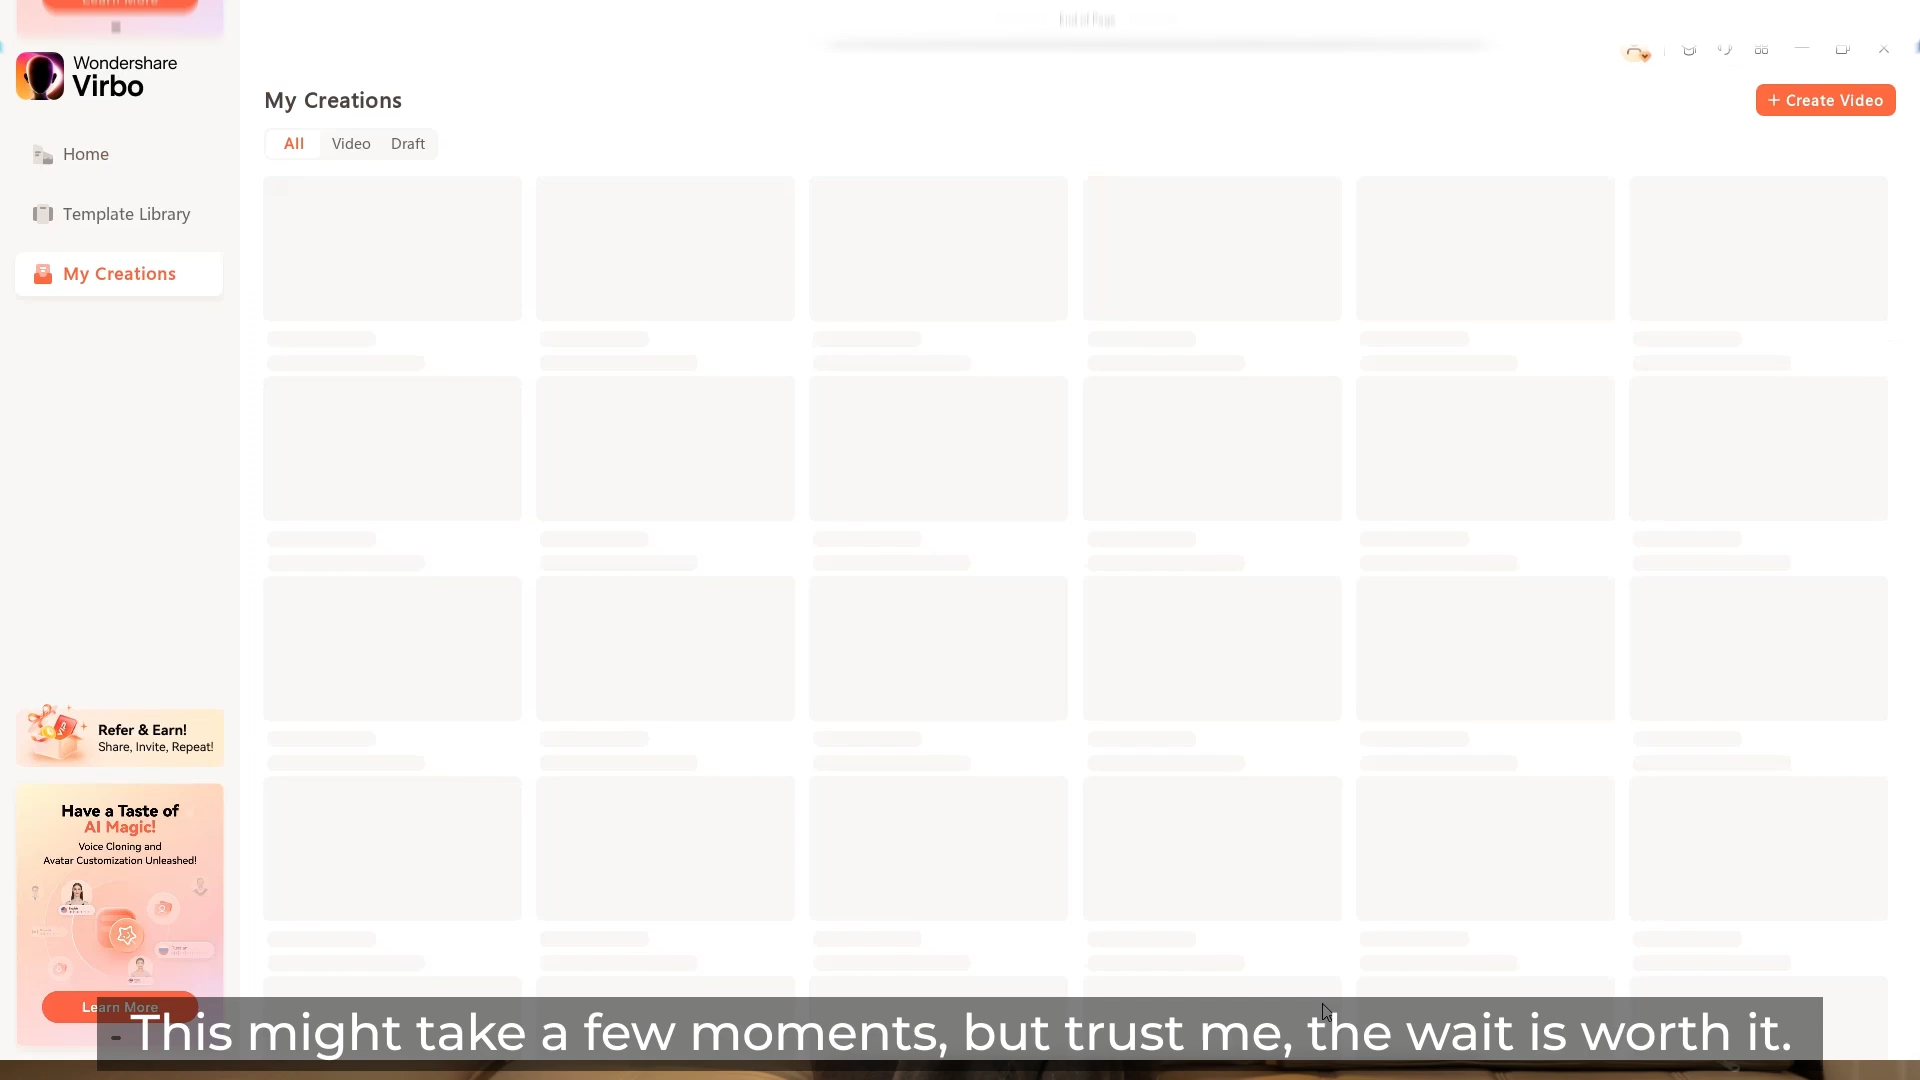 Learn More
Wondershare
Virbo
My Creations
+ Create Video
All Video Draft
Home
Template Library
My Creations
Refer & Earn!
Share, Invite, Repeat!
Have a Taste of
AI Magic!
Voice Cloning and
Avatar Customization Unleashed!
Learn More
This might take a few moments, but trust me, the wait is worth it.